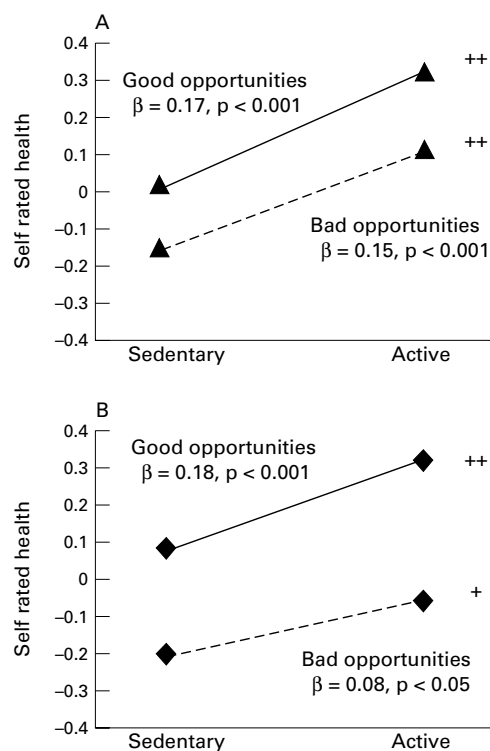 A
0.4
0.3
0.2
0.1
0
–0.1
–0.2
–0.3
–0.4
Self rated health
Good opportunities
β = 0.17, p < 0.001
++
++
Bad opportunities
β = 0.15, p < 0.001
Sedentary Active
B
0.4
0.3
0.2
0.1
0
–0.1
–0.2
–0.3
–0.4
Self rated health
Good opportunities
β = 0.18, p < 0.001
++
+
Bad opportunities
β = 0.08, p < 0.05
Sedentary Active